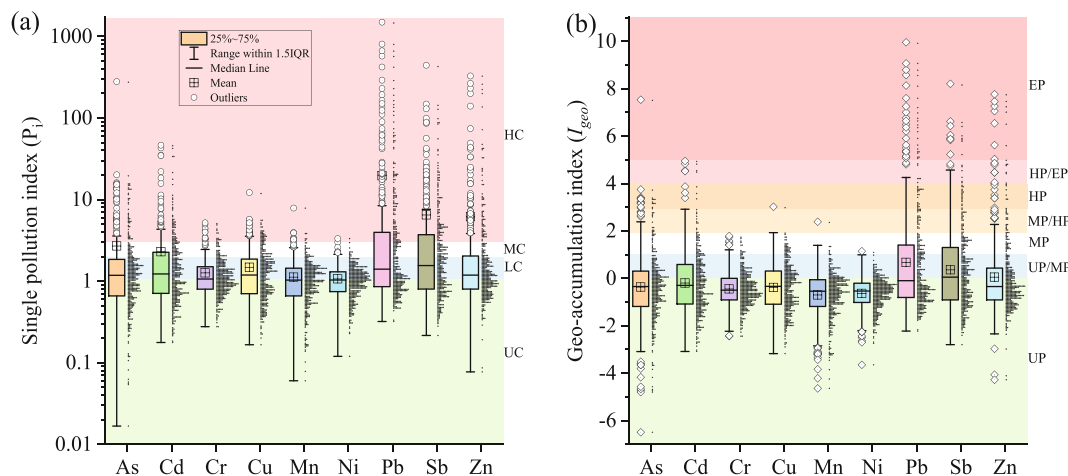 (a)
Single pollution index (Pi)
1000
100
10
1
0.1
0.01
25%~75%
Range within 1.5IQR
Median Line
Mean
Outliers
HC
MC
LC
UC
As Cd Cr Cu Mn Ni Pb Sb Zn
(b)
Geo-accumulation index (Igeo)
10
8
6
4
2
0
-2
-4
-6
EP
HP/EP
HP
MP/HP
MP
UP/MP
UP
As Cd Cr Cu Mn Ni Pb Sb Zn